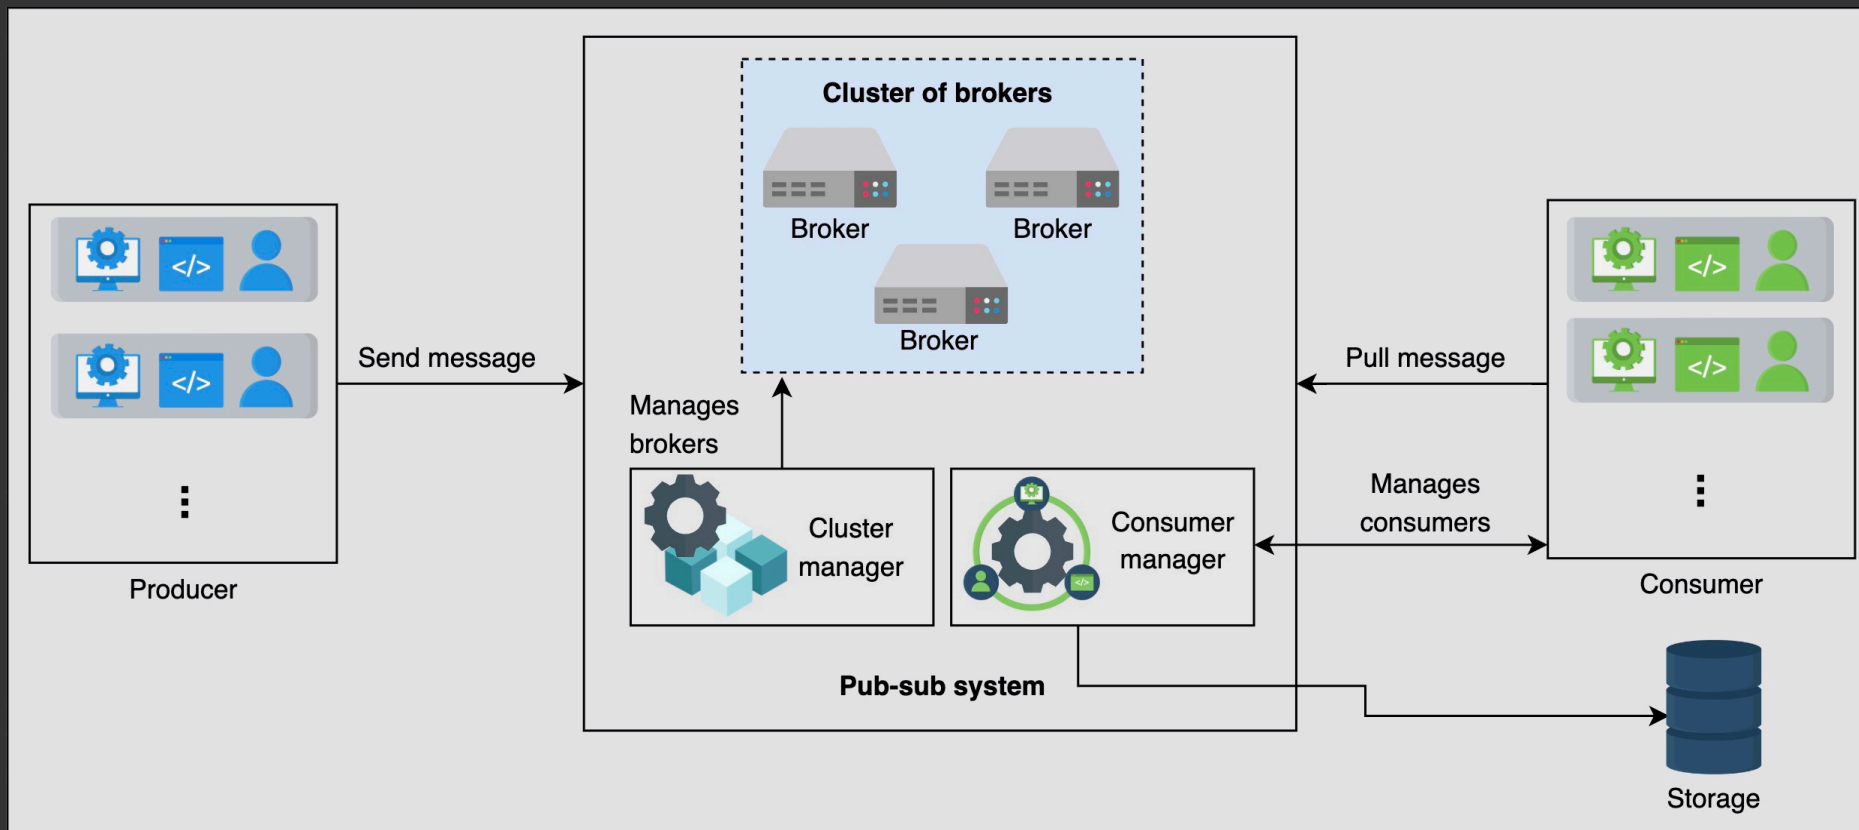 Cluster of brokers
Broker
Broker
Broker
</>
</>
Send message
Producer
Manages
brokers
Cluster
manager
Consumer
manager
</>
Pub-sub system
Pull message
Manages
consumers
</>
</>
Consumer
Storage